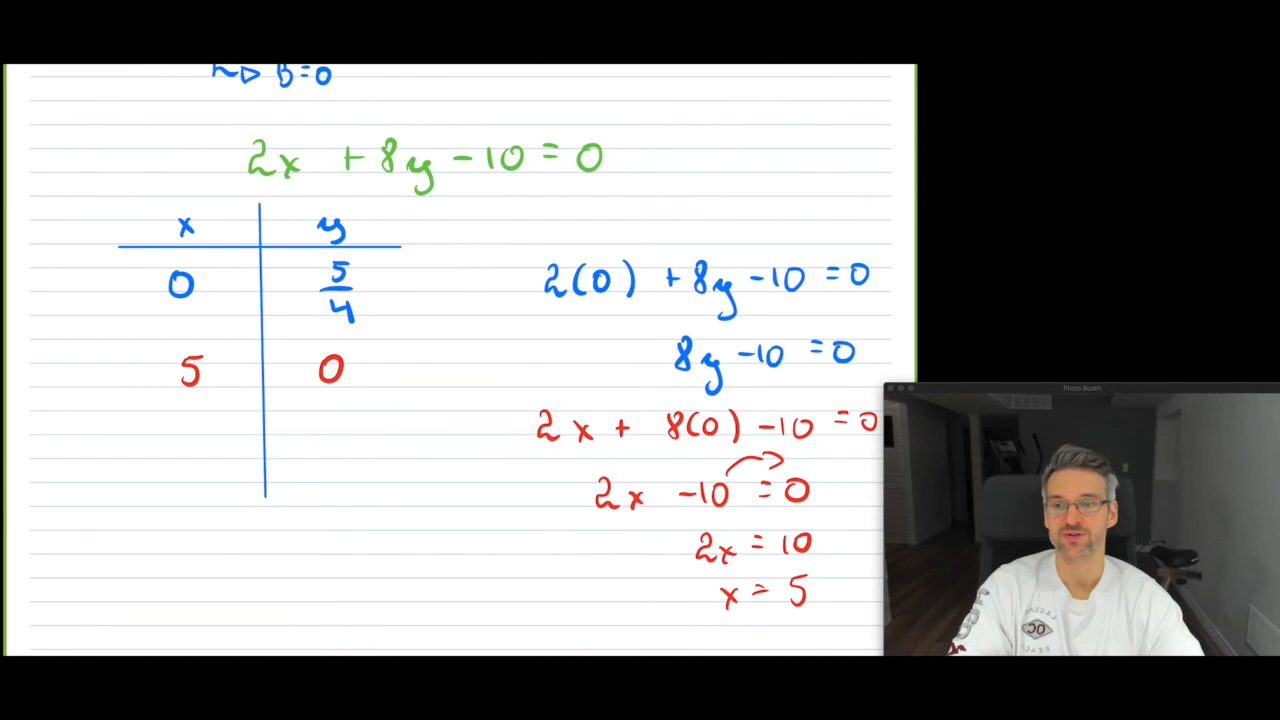 B = 0
2x + 8y - 10 = 0
x y
0 5/4
5 0
2(0) + 8y - 10 = 0
8y - 10 = 0
2x + 8(0) - 10 = 0
2x - 10 = 0
2x = 10
x = 5
Photo Booth
OC